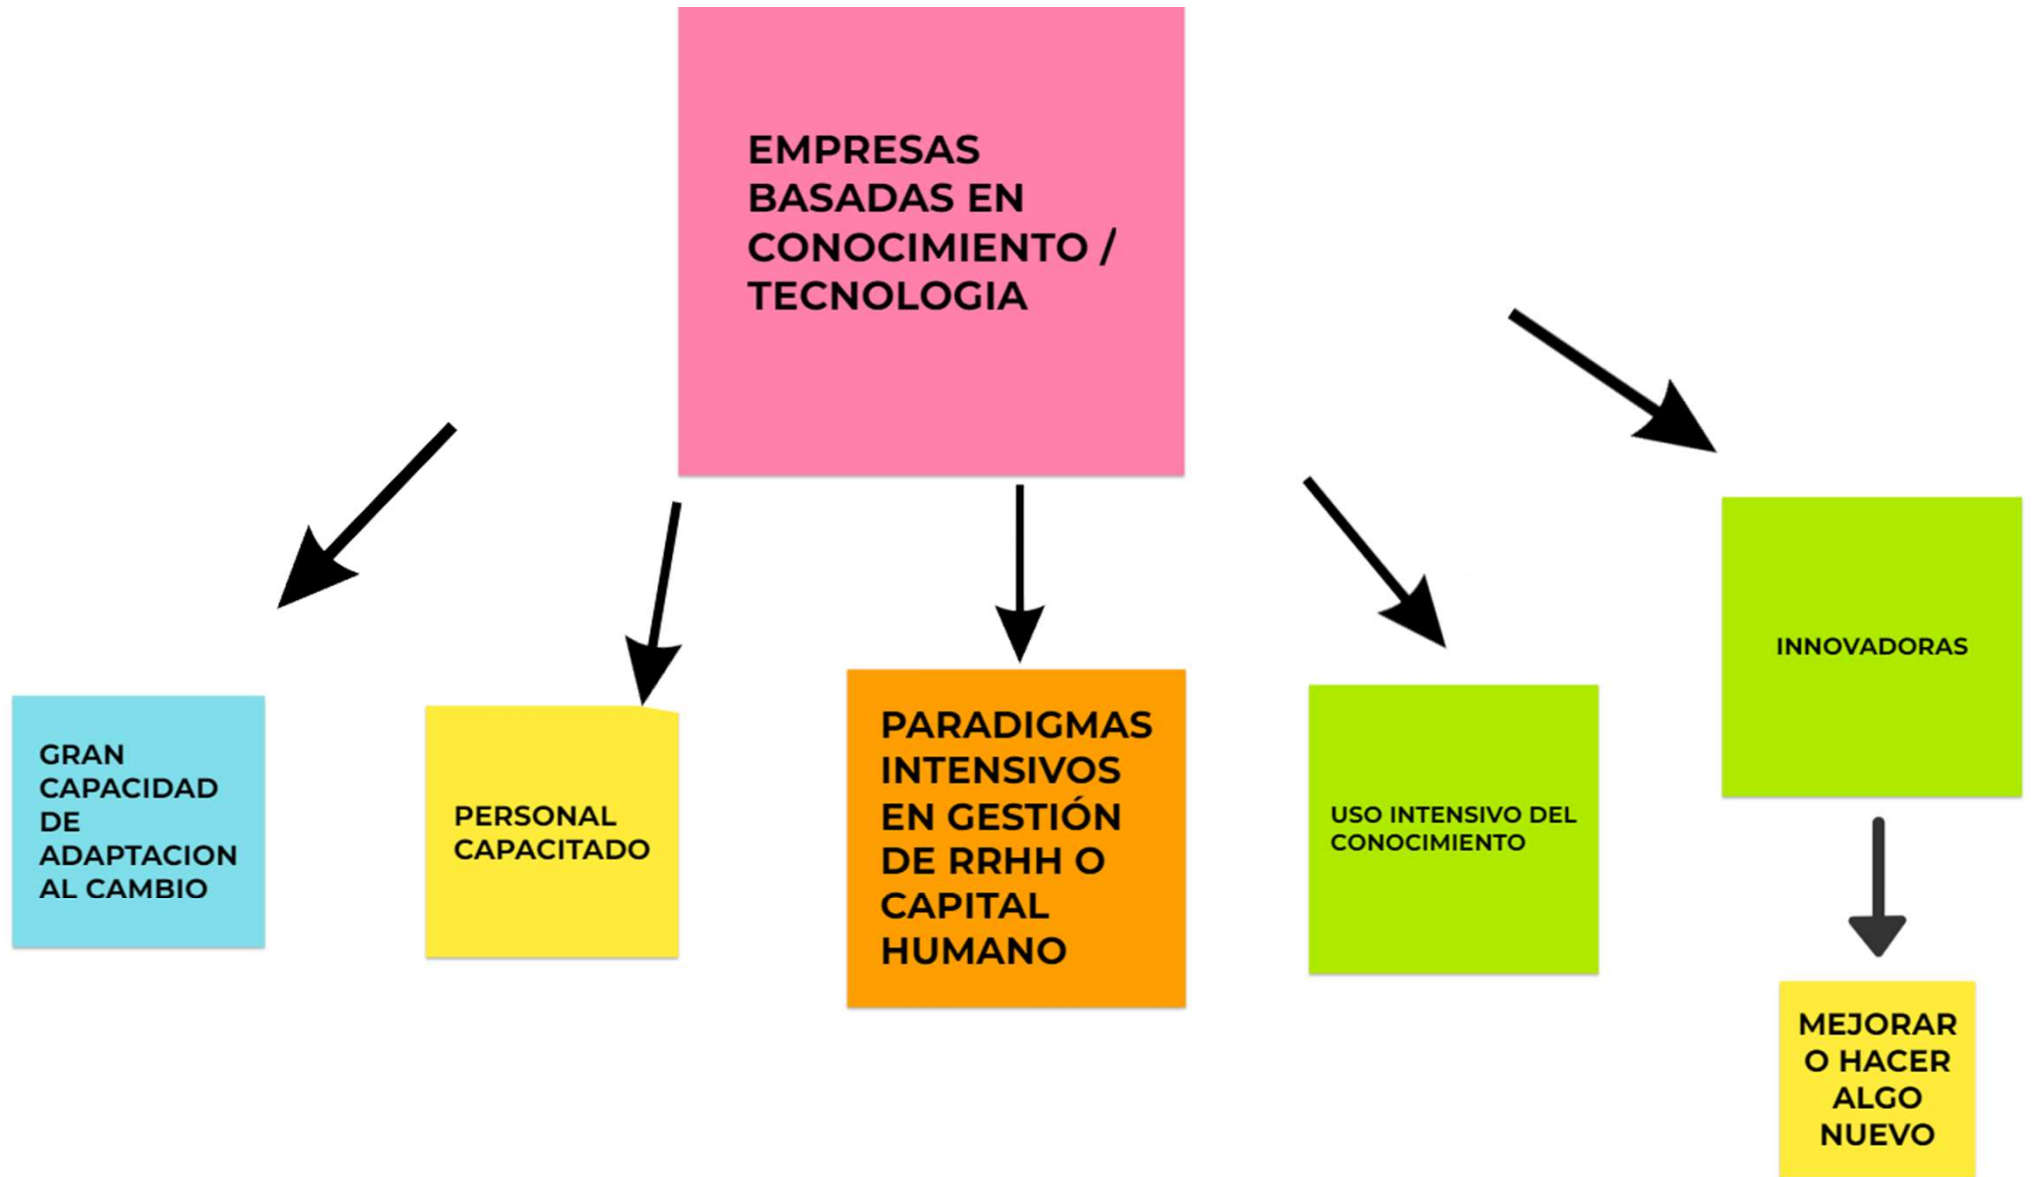 EMPRESAS
BASADAS EN
CONOCIMIENTO /
TECNOLOGIA
GRAN
CAPACIDAD
DE
ADAPTACION
AL CAMBIO
PERSONAL
CAPACITADO
PARADIGMAS
INTENSIVOS
EN GESTIÓN
DE RRHH O
CAPITAL
HUMANO
USO INTENSIVO DEL
CONOCIMIENTO
INNOVADORAS
MEJORAR
O HACER
ALGO
NUEVO